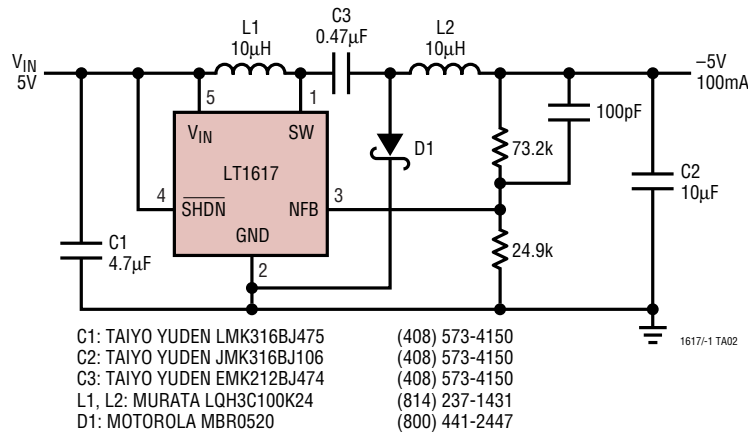 C3
0.47µF
L1
10µH
L2
10µH
VIN
5V
–5V
100mA
5
1
VIN
SW
100pF
D1
73.2k
LT1617
C2
10µF
4
SHDN
NFB
3
GND
24.9k
C1
4.7µF
2
C1: TAIYO YUDEN LMK316BJ475 (408) 573-4150
C2: TAIYO YUDEN JMK316BJ106 (408) 573-4150
C3: TAIYO YUDEN EMK212BJ474 (408) 573-4150
L1, L2: MURATA LQH3C100K24 (814) 237-1431
D1: MOTOROLA MBR0520 (800) 441-2447
1617/-1 TA02